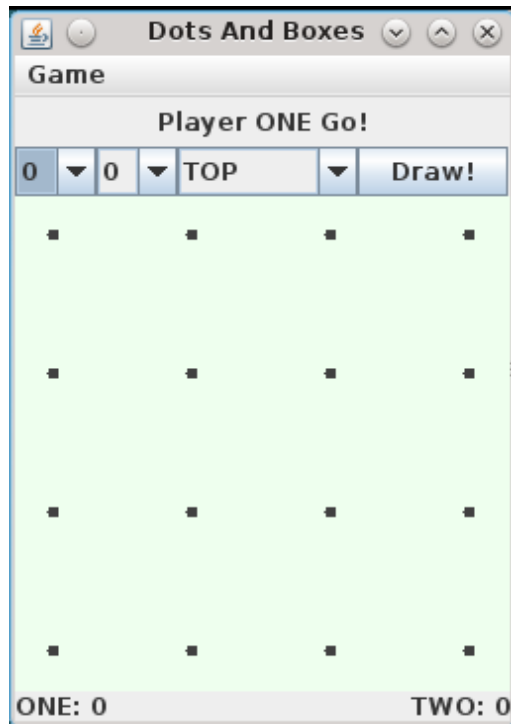 Dots And Boxes
Game
Player ONE Go!
0 0 TOP Draw!
ONE: 0 TWO: 0